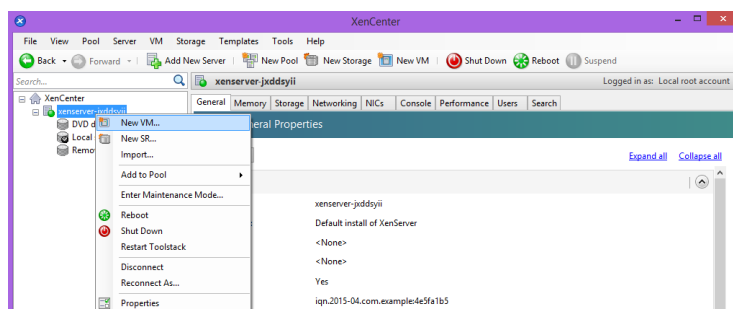 XenCenter
File View Pool Server VM Storage Templates Tools Help
Back Forward Add New Server New Pool New Storage New VM Shut Down Reboot Suspend
Search... xenserver-jxddsyii Logged in as: Local root account
XenCenter General Memory Storage Networking NICs Console Performance Users Search
xenserver-jxddsyii
DVD d New VM... neral Properties
Local New SR...
Remo Import... Expand all Collapse all
Add to Pool
Enter Maintenance Mode... xenserver-jxddsyii
Reboot Default install of XenServer
Shut Down <None>
Restart Toolstack <None>
Disconnect Yes
Reconnect As... iqn.2015-04.com.example:4e5fa1b5
Properties